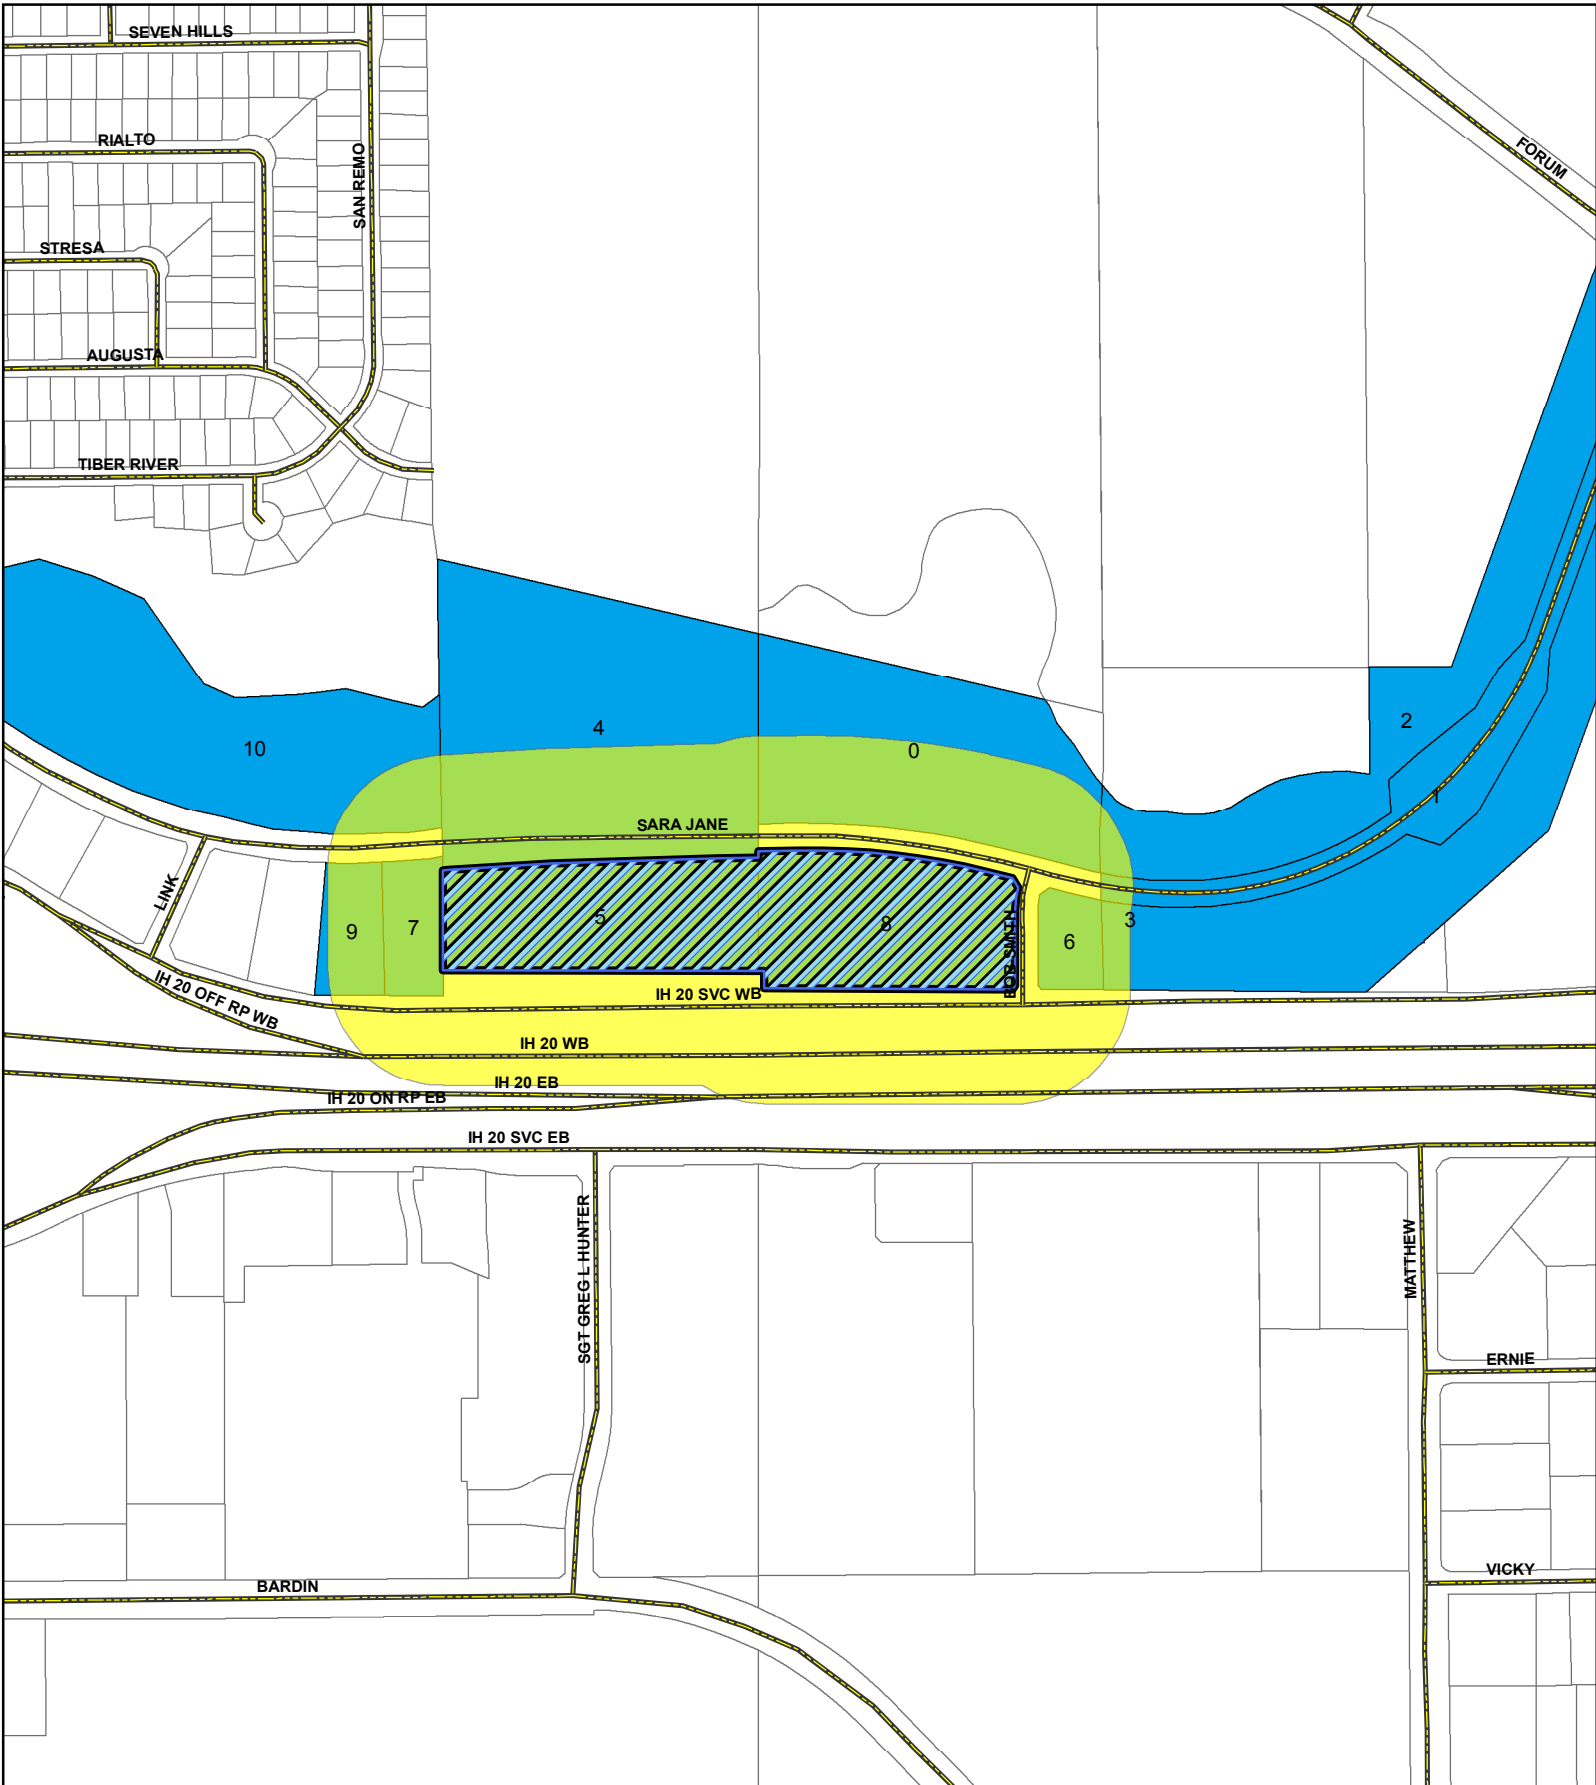 SEVEN HILLS
RIALTO
FORUM
SAN REMO
STRESA
AUGUSTA
TIBER RIVER
2
4
10
0
1
SARA JANE
LINK
5
3
8
9
7
6
BOB SMITH
IH 20 OFF RP WB
IH 20 SVC WB
IH 20 WB
IH 20 EB
IH 20 ON RP EB
IH 20 SVC EB
SGT GREG L HUNTER
MATTHEW
ERNIE
VICKY
BARDIN